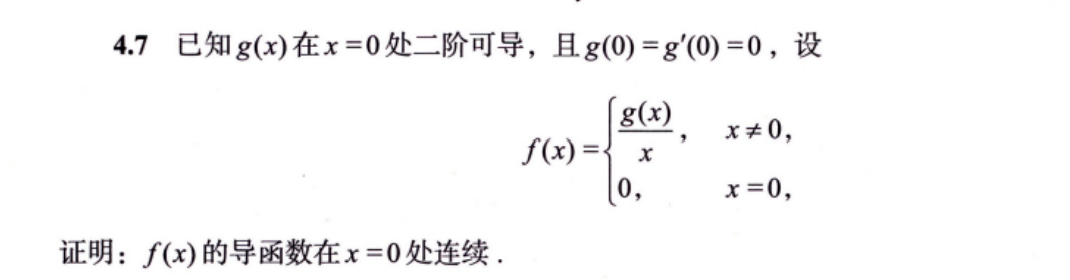 4.7 已知g(x)在x=0处二阶可导，且g(0)=g′(0)=0，设
f(x)={g(x)/x, x≠0,
0, x=0,
证明：f(x)的导函数在x=0处连续.